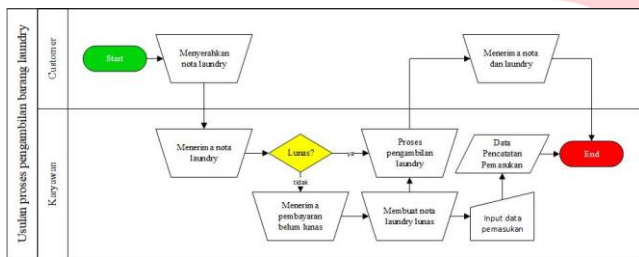 Usulan proses pengambilan barang laundry
Customer
Start
Menyerahkan
nota laundry
Menerima nota
dan laundry
Karyawan
Menerima nota
laundry
Lunas?
ya
tidak
Proses
pengambilan
laundry
Data
Pencatatan
Pemasukan
End
Menerima
pembayaran
belum lunas
Membuat nota
laundry lunas
Input data
pemasukan